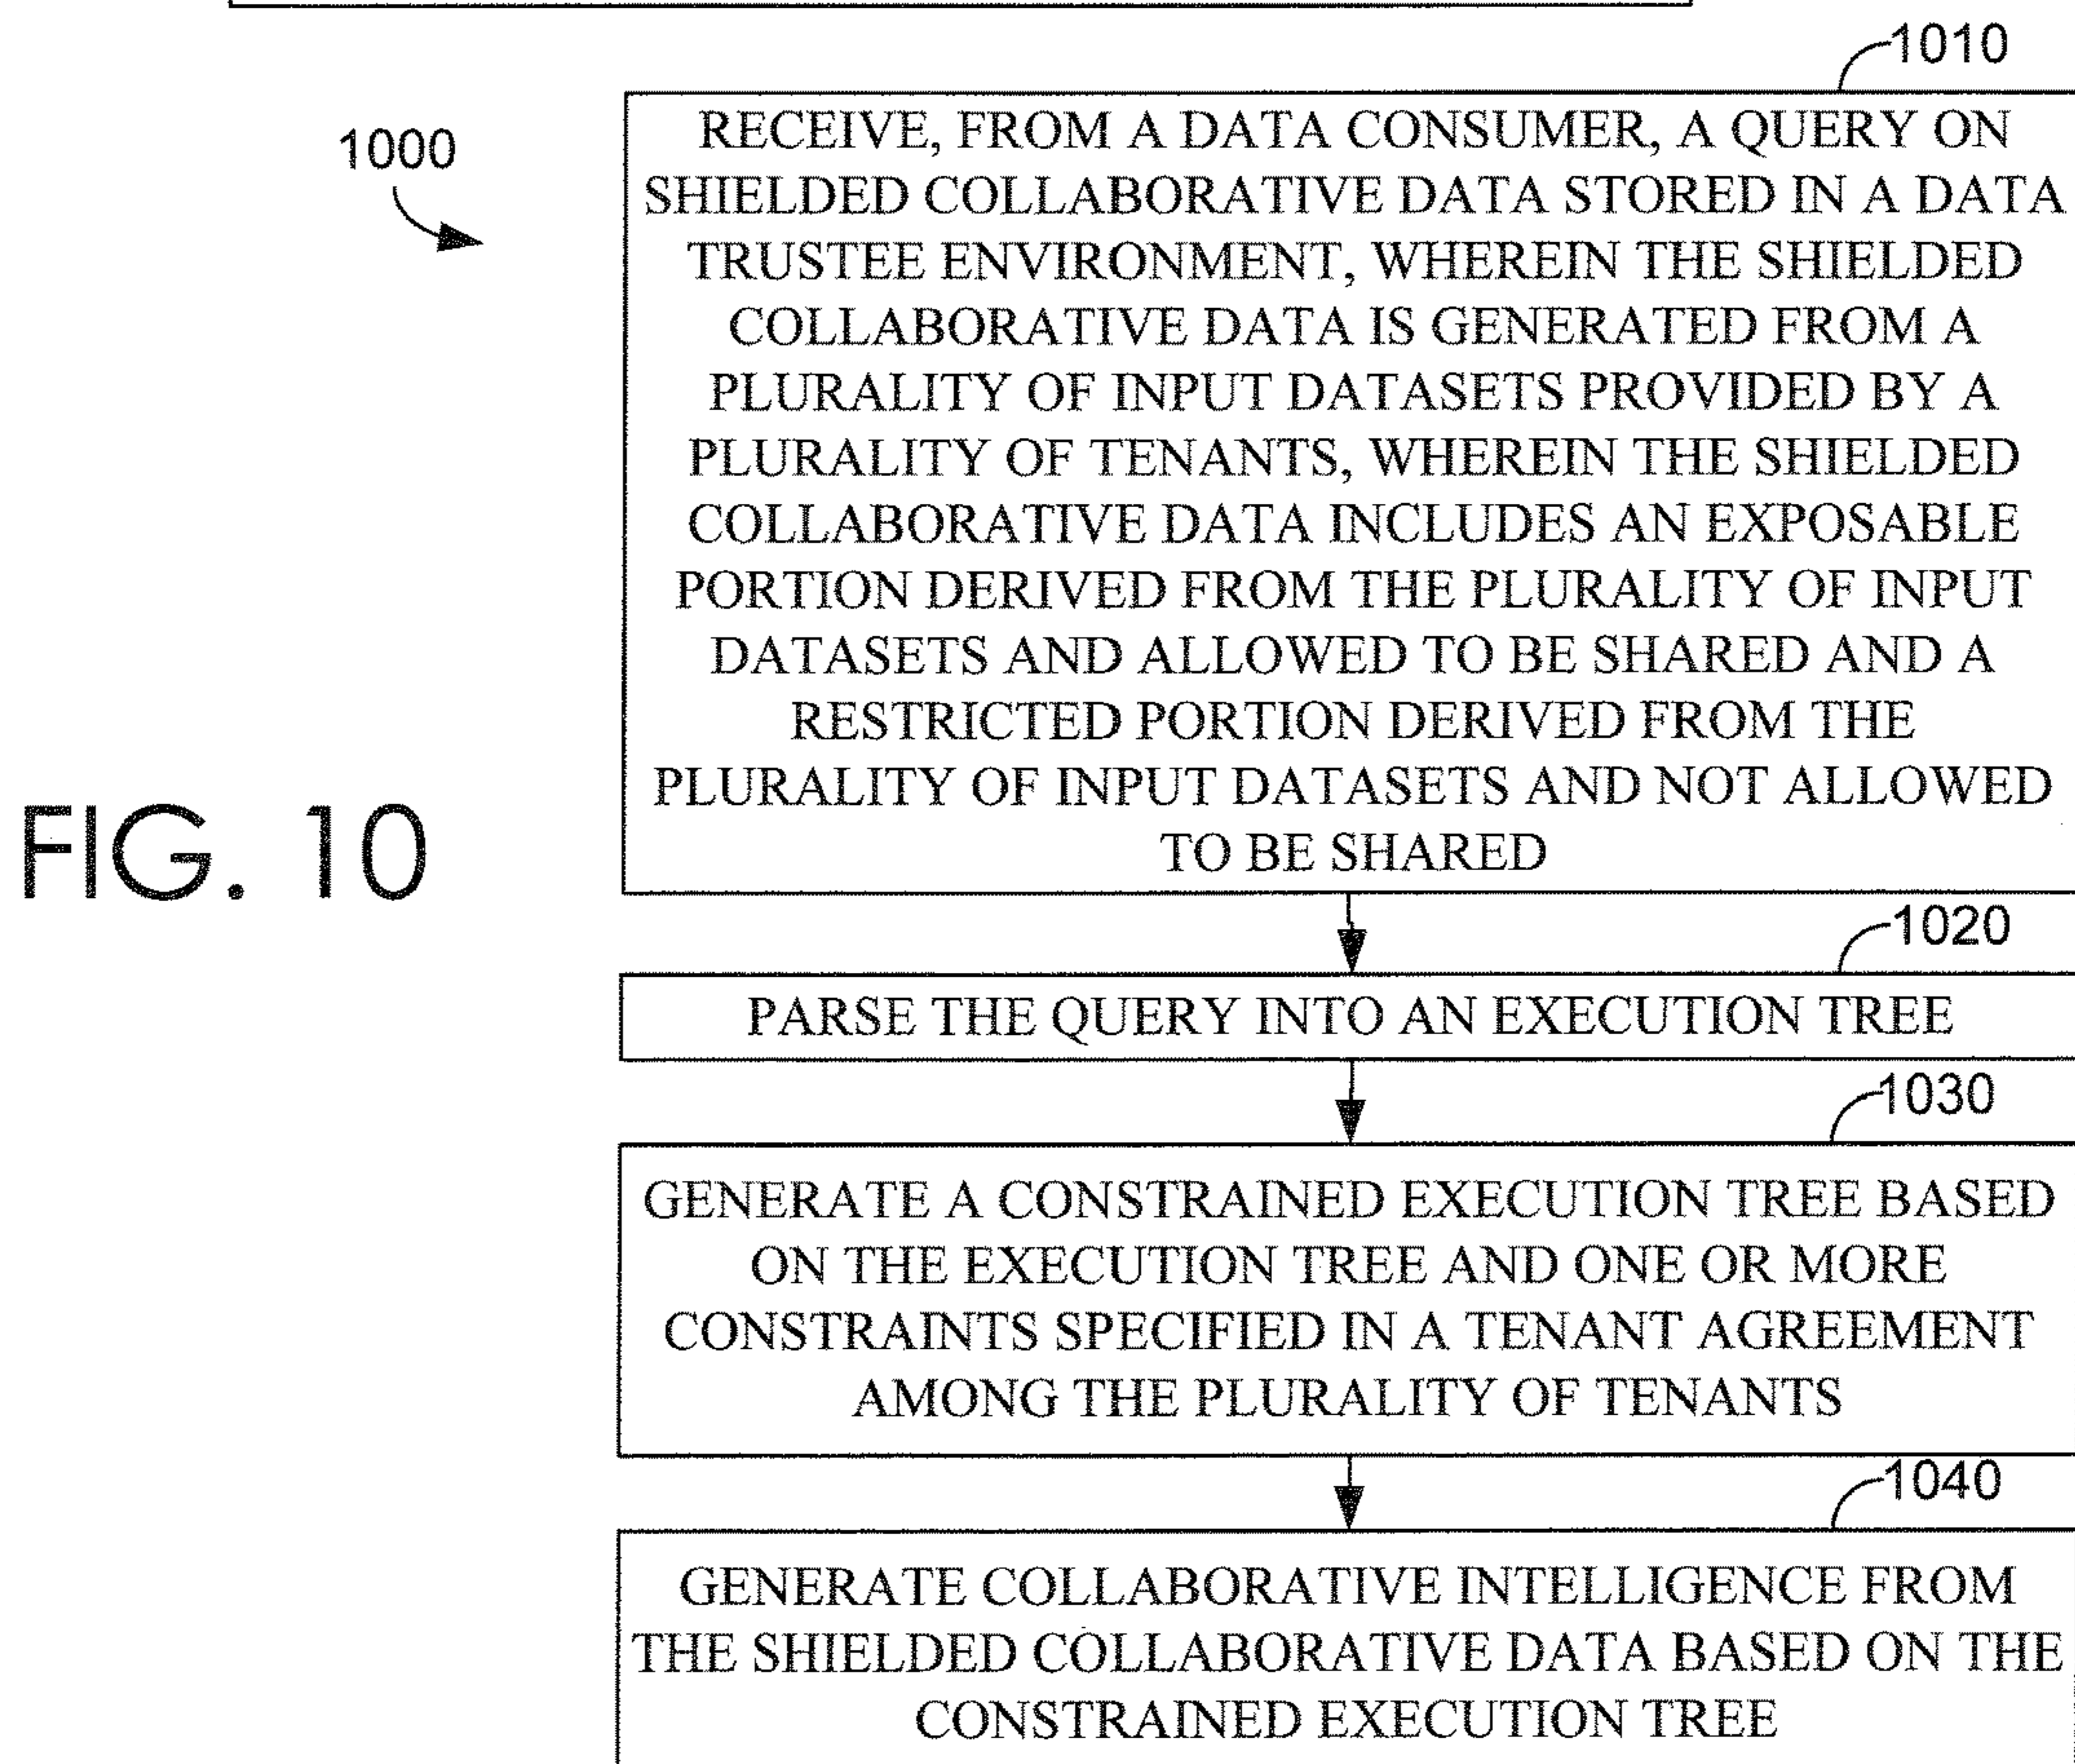 1010
1000
RECEIVE, FROM A DATA CONSUMER, A QUERY ON
SHIELDED COLLABORATIVE DATA STORED IN A DATA
TRUSTEE ENVIRONMENT, WHEREIN THE SHIELDED
COLLABORATIVE DATA IS GENERATED FROM A
PLURALITY OF INPUT DATASETS PROVIDED BY A
PLURALITY OF TENANTS, WHEREIN THE SHIELDED
COLLABORATIVE DATA INCLUDES AN EXPOSABLE
PORTION DERIVED FROM THE PLURALITY OF INPUT
DATASETS AND ALLOWED TO BE SHARED AND A
RESTRICTED PORTION DERIVED FROM THE
PLURALITY OF INPUT DATASETS AND NOT ALLOWED
TO BE SHARED
FIG. 10
1020
PARSE THE QUERY INTO AN EXECUTION TREE
1030
GENERATE A CONSTRAINED EXECUTION TREE BASED
ON THE EXECUTION TREE AND ONE OR MORE
CONSTRAINTS SPECIFIED IN A TENANT AGREEMENT
AMONG THE PLURALITY OF TENANTS
1040
GENERATE COLLABORATIVE INTELLIGENCE FROM
THE SHIELDED COLLABORATIVE DATA BASED ON THE
CONSTRAINED EXECUTION TREE